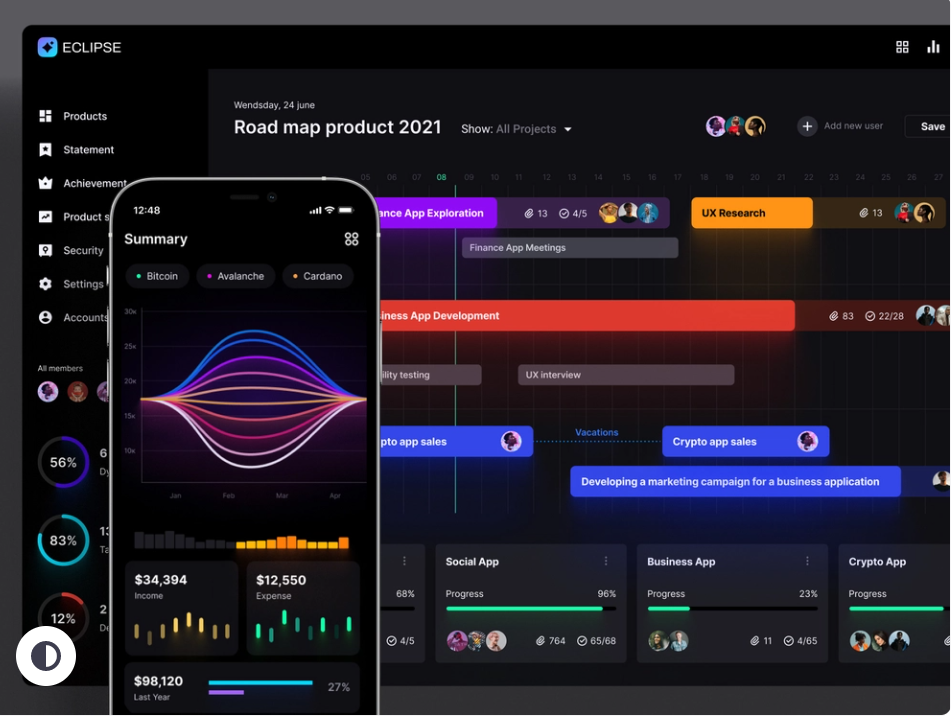 ECLIPSE
Products
Statement
Achievement
Product s
Security
Settings
Accounts
All members
56%
6
Dy
83%
13
Ta
12%
2
De
Wendsday, 24 june
Road map product 2021
Show: All Projects
Add new user
Save
05 06 07 08 09 10 11 12 13 14 15 16 17 18 19 20 21 22 23 24 25 26 27
ance App Exploration
13
4/5
UX Research
13
Finance App Meetings
iness App Development
83
22/28
ility testing
UX interview
pto app sales
Vacations
Crypto app sales
Developing a marketing campaign for a business application
68%
4/5
Social App
Progress
96%
764
65/68
Business App
Progress
23%
11
4/65
Crypto App
Progress
12:48
Summary
Bitcoin
Avalanche
Cardano
30к
25к
20к
15к
10к
Jan Feb Mar Apr
$34,394
Income
$12,550
Expense
$98,120
Last Year
27%